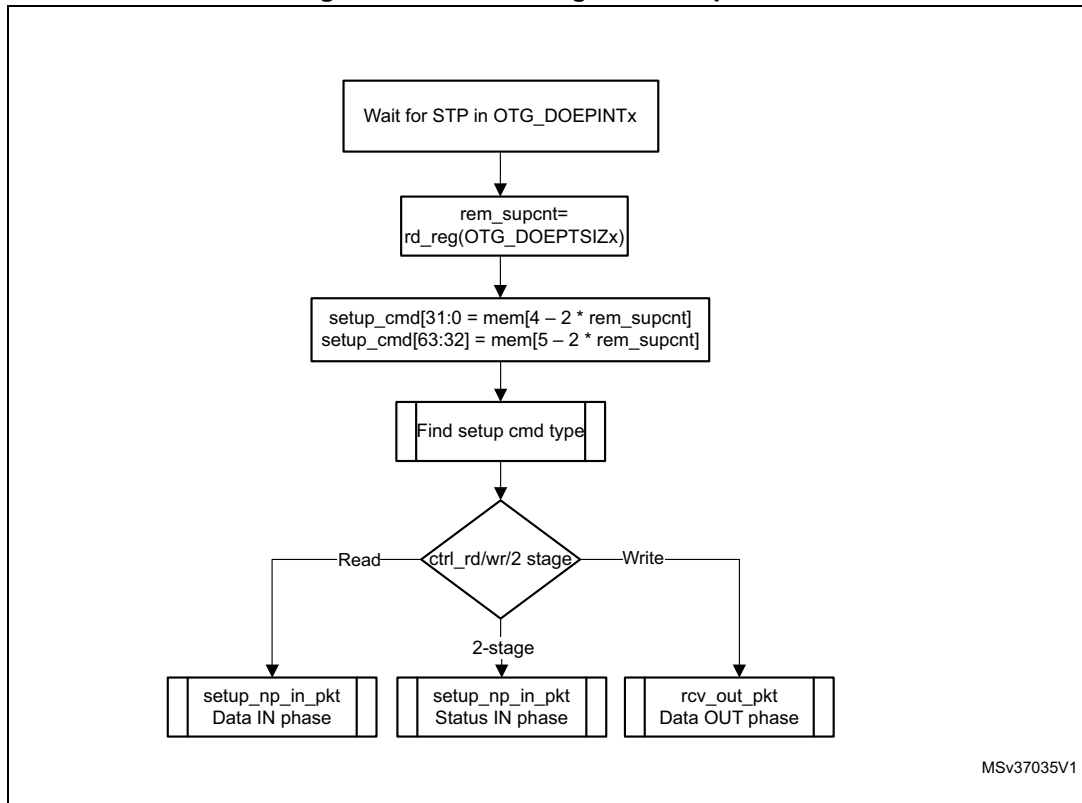 Wait for STP in OTG_DOEPINTx
rem_supcnt=
rd_reg(OTG_DOEPTSIZx)
setup_cmd[31:0 = mem[4 – 2 * rem_supcnt]
setup_cmd[63:32] = mem[5 – 2 * rem_supcnt]
Find setup cmd type
ctrl_rd/wr/2 stage
Read
Write
2-stage
setup_np_in_pkt
Data IN phase
setup_np_in_pkt
Status IN phase
rcv_out_pkt
Data OUT phase
MSv37035V1